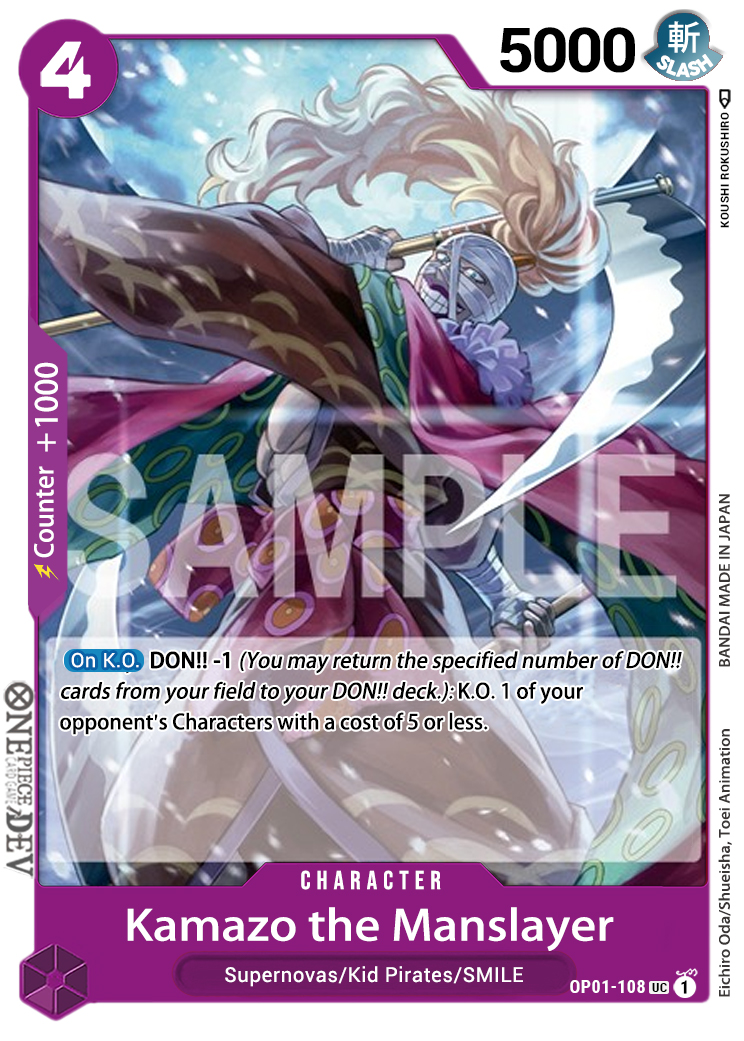 4
5000
斬
SLASH
KOUSHI ROKUSHIRO
Counter +1000
SAMPLE
On K.O. DON!! -1 (You may return the specified number of DON!!
cards from your field to your DON!! deck.): K.O. 1 of your
opponent's Characters with a cost of 5 or less.
BANDAI MADE IN JAPAN
Eichiro Oda/Shueisha, Toei Animation
ONE PIECE
CARD GAME
/DEV
CHARACTER
Kamazo the Manslayer
Supernovas/Kid Pirates/SMILE
OP01-108 UC 1